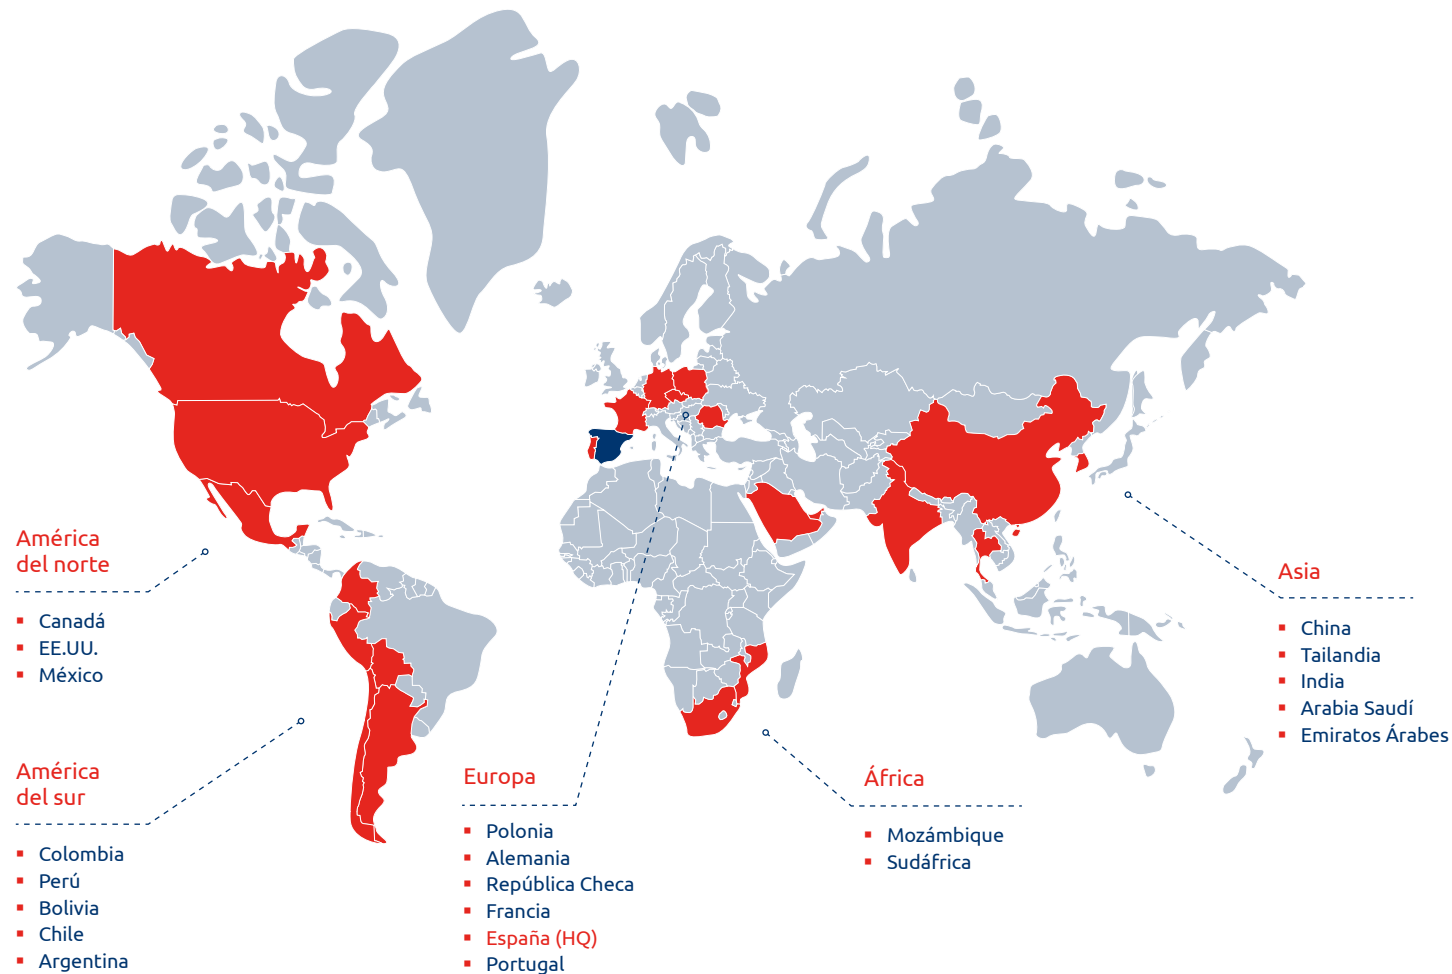 América
del norte
Canadá
EE.UU.
México
América
del sur
Colombia
Perú
Bolivia
Chile
Argentina
Europa
Polonia
Alemania
República Checa
Francia
España (HQ)
Portugal
África
Mozámbique
Sudáfrica
Asia
China
Tailandia
India
Arabia Saudí
Emiratos Árabes